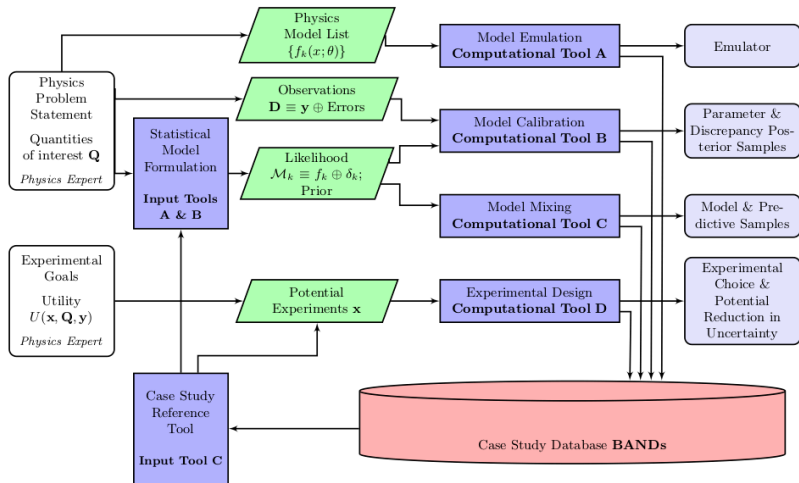 Physics
Model List
{f_k(x; θ)}
Model Emulation
Computational Tool A
Emulator
Physics
Problem
Statement
Quantities
of interest Q
Physics Expert
Observations
D ≡ y ⊕ Errors
Statistical
Model
Formulation
Input Tools
A & B
Likelihood
M_k ≡ f_k ⊕ δ_k;
Prior
Model Calibration
Computational Tool B
Parameter &
Discrepancy Pos-
terior Samples
Model Mixing
Computational Tool C
Model & Pre-
dictive Samples
Experimental
Goals
Utility
U(x, Q, y)
Physics Expert
Potential
Experiments x
Experimental Design
Computational Tool D
Experimental
Choice &
Potential
Reduction in
Uncertainty
Case Study
Reference
Tool
Input Tool C
Case Study Database BANDs